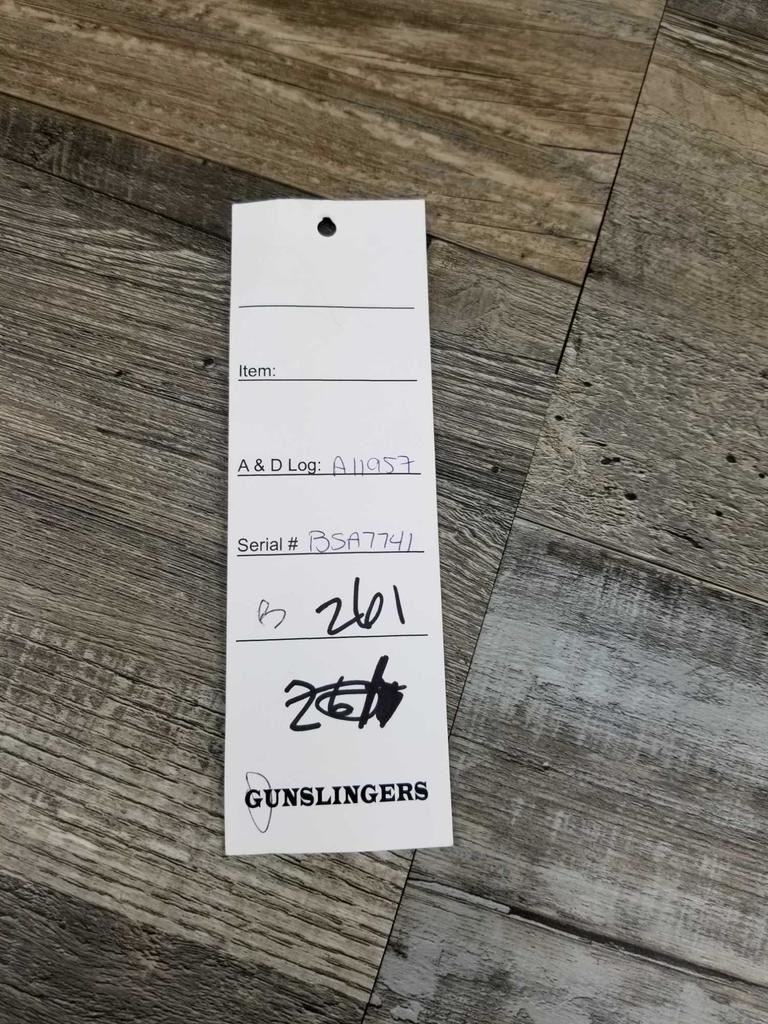 Item:
A & D Log: A11957
Serial # BSA7741
B 261
GUNSLINGERS